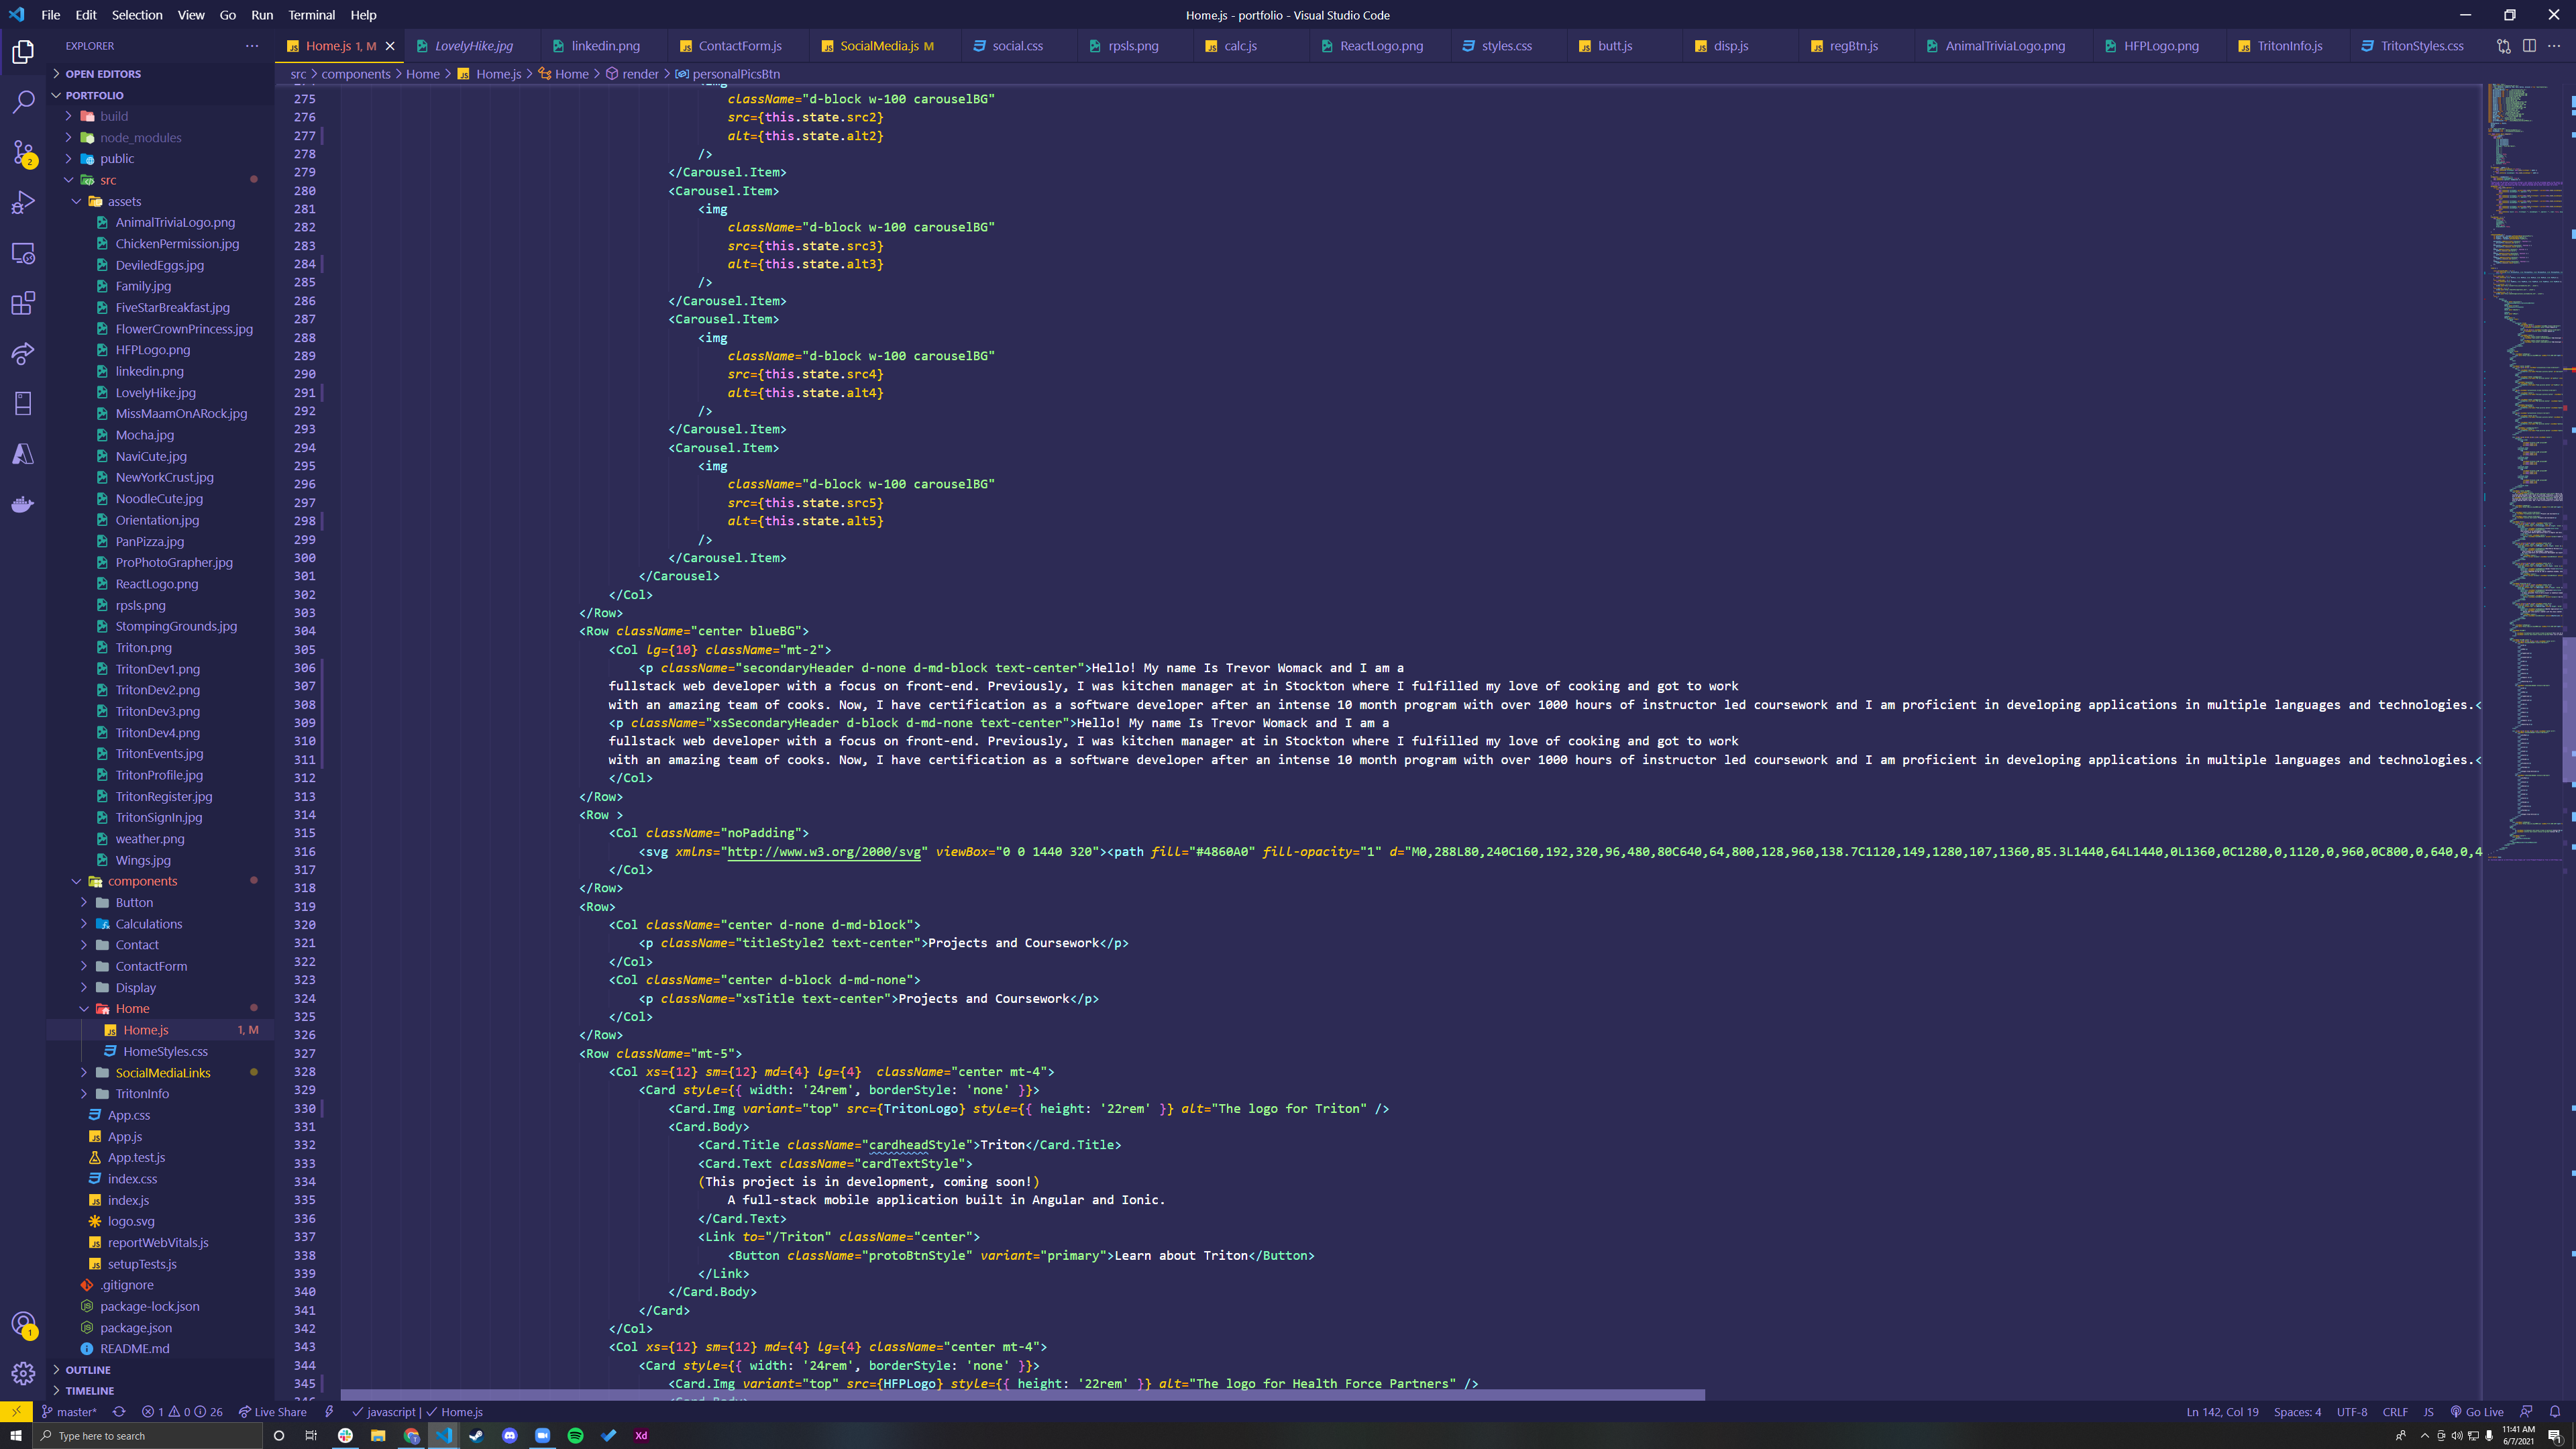 File Edit Selection View Go Run Terminal Help
Home.js - portfolio - Visual Studio Code
EXPLORER
Home.js 1, M
LovelyHike.jpg
linkedin.png
ContactForm.js
SocialMedia.js M
social.css
rpsls.png
calc.js
ReactLogo.png
styles.css
butt.js
disp.js
regBtn.js
AnimalTriviaLogo.png
HFPLogo.png
TritonInfo.js
TritonStyles.css
src > components > Home > Home.js > Home > render > personalPicsBtn
OPEN EDITORS
PORTFOLIO
build
node_modules
public
src
assets
AnimalTriviaLogo.png
ChickenPermission.jpg
DeviledEggs.jpg
Family.jpg
FiveStarBreakfast.jpg
FlowerCrownPrincess.jpg
HFPLogo.png
linkedin.png
LovelyHike.jpg
MissMaamOnARock.jpg
Mocha.jpg
NaviCute.jpg
NewYorkCrust.jpg
NoodleCute.jpg
Orientation.jpg
PanPizza.jpg
ProPhotoGrapher.jpg
ReactLogo.png
rpsls.png
StompingGrounds.jpg
Triton.png
TritonDev1.png
TritonDev2.png
TritonDev3.png
TritonDev4.png
TritonEvents.jpg
TritonProfile.jpg
TritonRegister.jpg
TritonSignIn.jpg
weather.png
Wings.jpg
components
Button
Calculations
Contact
ContactForm
Display
Home
Home.js 1, M
HomeStyles.css
SocialMediaLinks
TritonInfo
App.css
App.js
App.test.js
index.css
index.js
logo.svg
reportWebVitals.js
setupTests.js
.gitignore
package-lock.json
package.json
README.md
OUTLINE
TIMELINE
275 className="d-block w-100 carouselBG"
276 src={this.state.src2}
277 alt={this.state.alt2}
278 />
279 </Carousel.Item>
280 <Carousel.Item>
281 <img
282 className="d-block w-100 carouselBG"
283 src={this.state.src3}
284 alt={this.state.alt3}
285 />
286 </Carousel.Item>
287 <Carousel.Item>
288 <img
289 className="d-block w-100 carouselBG"
290 src={this.state.src4}
291 alt={this.state.alt4}
292 />
293 </Carousel.Item>
294 <Carousel.Item>
295 <img
296 className="d-block w-100 carouselBG"
297 src={this.state.src5}
298 alt={this.state.alt5}
299 />
300 </Carousel.Item>
301 </Carousel>
302 </Col>
303 </Row>
304 <Row className="center blueBG">
305 <Col lg={10} className="mt-2">
306 <p className="secondaryHeader d-none d-md-block text-center">Hello! My name Is Trevor Womack and I am a
307 fullstack web developer with a focus on front-end. Previously, I was kitchen manager at in Stockton where I fulfilled my love of cooking and got to work
308 with an amazing team of cooks. Now, I have certification as a software developer after an intense 10 month program with over 1000 hours of instructor led coursework and I am proficient in developing applications in multiple languages and technologies.<
309 <p className="xsSecondaryHeader d-block d-md-none text-center">Hello! My name Is Trevor Womack and I am a
310 fullstack web developer with a focus on front-end. Previously, I was kitchen manager at in Stockton where I fulfilled my love of cooking and got to work
311 with an amazing team of cooks. Now, I have certification as a software developer after an intense 10 month program with over 1000 hours of instructor led coursework and I am proficient in developing applications in multiple languages and technologies.<
312 </Col>
313 </Row>
314 <Row >
315 <Col className="noPadding">
316 <svg xmlns="http://www.w3.org/2000/svg" viewBox="0 0 1440 320"><path fill="#4860A0" fill-opacity="1" d="M0,288L80,240C160,192,320,96,480,80C640,64,800,128,960,138.7C1120,149,1280,107,1360,85.3L1440,64L1440,0L1360,0C1280,0,1120,0,960,0C800,0,640,0,4
317 </Col>
318 </Row>
319 <Row>
320 <Col className="center d-none d-md-block">
321 <p className="titleStyle2 text-center">Projects and Coursework</p>
322 </Col>
323 <Col className="center d-block d-md-none">
324 <p className="xsTitle text-center">Projects and Coursework</p>
325 </Col>
326 </Row>
327 <Row className="mt-5">
328 <Col xs={12} sm={12} md={4} lg={4} className="center mt-4">
329 <Card style={{ width: '24rem', borderStyle: 'none' }}>
330 <Card.Img variant="top" src={TritonLogo} style={{ height: '22rem' }} alt="The logo for Triton" />
331 <Card.Body>
332 <Card.Title className="cardheadStyle">Triton</Card.Title>
333 <Card.Text className="cardTextStyle">
334 (This project is in development, coming soon!)
335 A full-stack mobile application built in Angular and Ionic.
336 </Card.Text>
337 <Link to="/Triton" className="center">
338 <Button className="protoBtnStyle" variant="primary">Learn about Triton</Button>
339 </Link>
340 </Card.Body>
341 </Card>
342 </Col>
343 <Col xs={12} sm={12} md={4} lg={4} className="center mt-4">
344 <Card style={{ width: '24rem', borderStyle: 'none' }}>
345 <Card.Img variant="top" src={HFPLogo} style={{ height: '22rem' }} alt="The logo for Health Force Partners" />
master* 1 0 26 Live Share javascript | Home.js
Ln 142, Col 19 Spaces: 4 UTF-8 CRLF JS Go Live
Type here to search
Xd
11:41 AM
6/7/2021